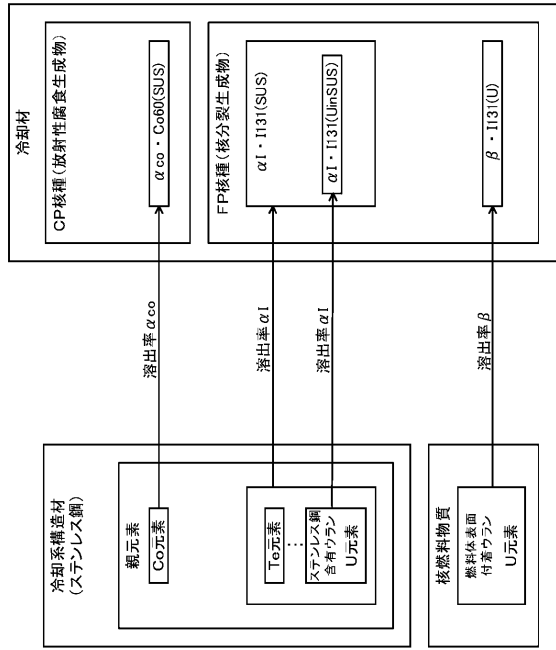 冷却系構造材
(ステンレス鋼)
親元素
Co元素
Te元素
ステンレス鋼
含有ウラン
U元素
核燃料物質
燃料体表面
付着ウラン
U元素
溶出率αco
溶出率αI
溶出率αI
溶出率β
冷却材
CP核種(放射性腐食生成物)
αco・Co60(SUS)
FP核種(核分裂生成物)
αI・I131(SUS)
αI・I131(UinSUS)
β・I131(U)